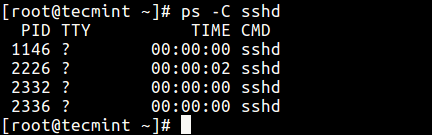 [root@tecmint ~]# ps -C sshd
  PID TTY          TIME CMD
 1146 ?        00:00:00 sshd
 2226 ?        00:00:02 sshd
 2332 ?        00:00:00 sshd
 2336 ?        00:00:00 sshd
[root@tecmint ~]#